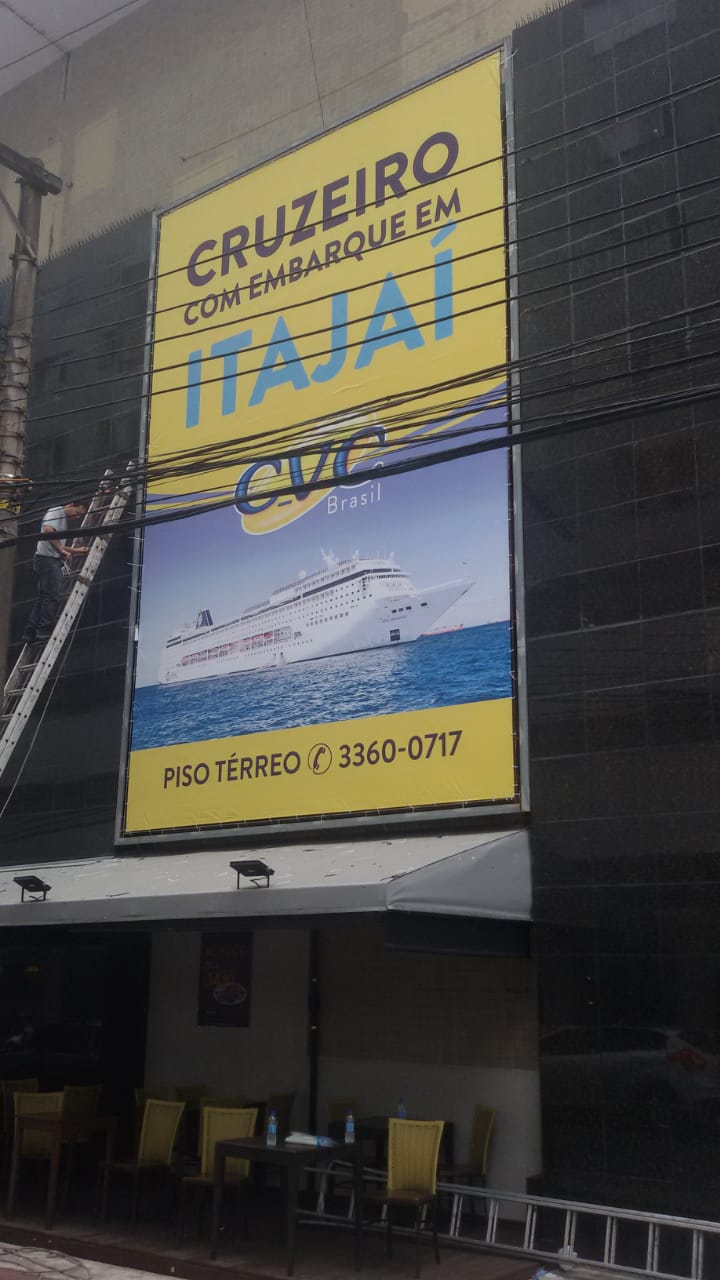 CRUZEIRO
COM EMBARQUE EM
ITAJAÍ
CVC
Brasil
PISO TÉRREO ✆ 3360-0717